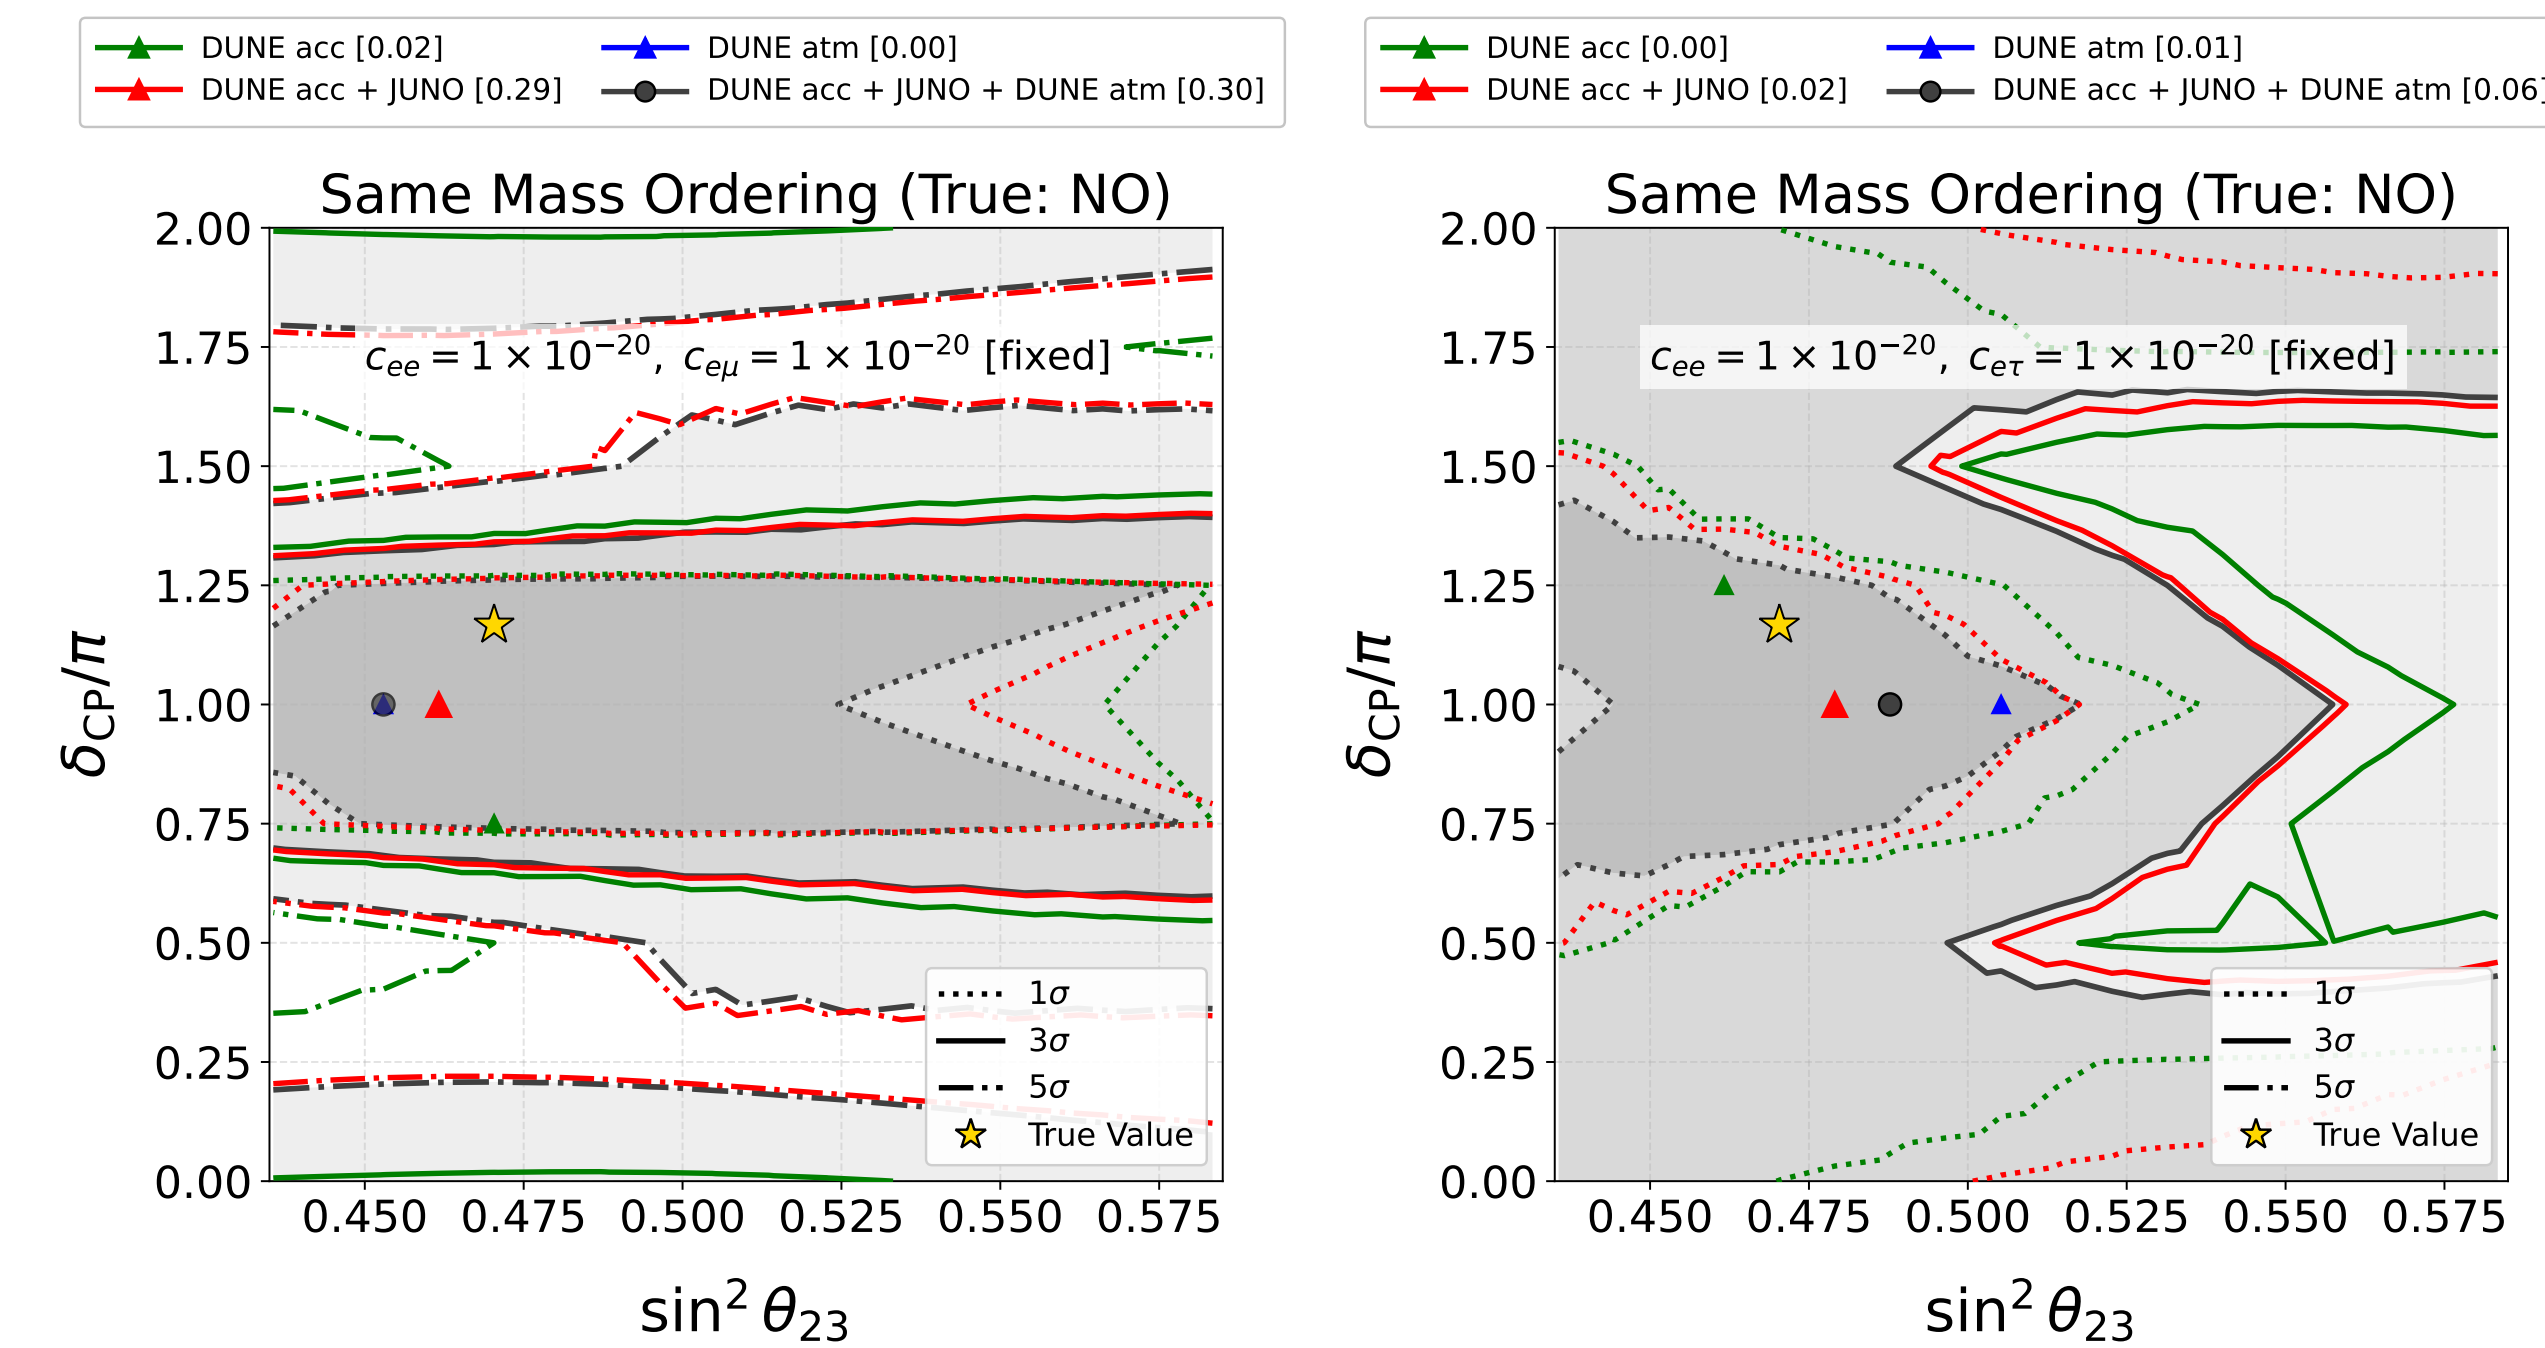 DUNE acc [0.02]
DUNE atm [0.00]
DUNE acc + JUNO [0.29]
DUNE acc + JUNO + DUNE atm [0.30]
Same Mass Ordering (True: NO)
2.00
1.75
1.50
1.25
1.00
0.75
0.50
0.25
0.00
δCP/π
cee = 1 × 10⁻²⁰, ceμ = 1 × 10⁻²⁰ [fixed]
1σ
3σ
5σ
True Value
0.450 0.475 0.500 0.525 0.550 0.575
sin² θ₂₃
DUNE acc [0.00]
DUNE atm [0.01]
DUNE acc + JUNO [0.02]
DUNE acc + JUNO + DUNE atm [0.06]
Same Mass Ordering (True: NO)
2.00
1.75
1.50
1.25
1.00
0.75
0.50
0.25
0.00
δCP/π
cee = 1 × 10⁻²⁰, ceτ = 1 × 10⁻²⁰ [fixed]
1σ
3σ
5σ
True Value
0.450 0.475 0.500 0.525 0.550 0.575
sin² θ₂₃